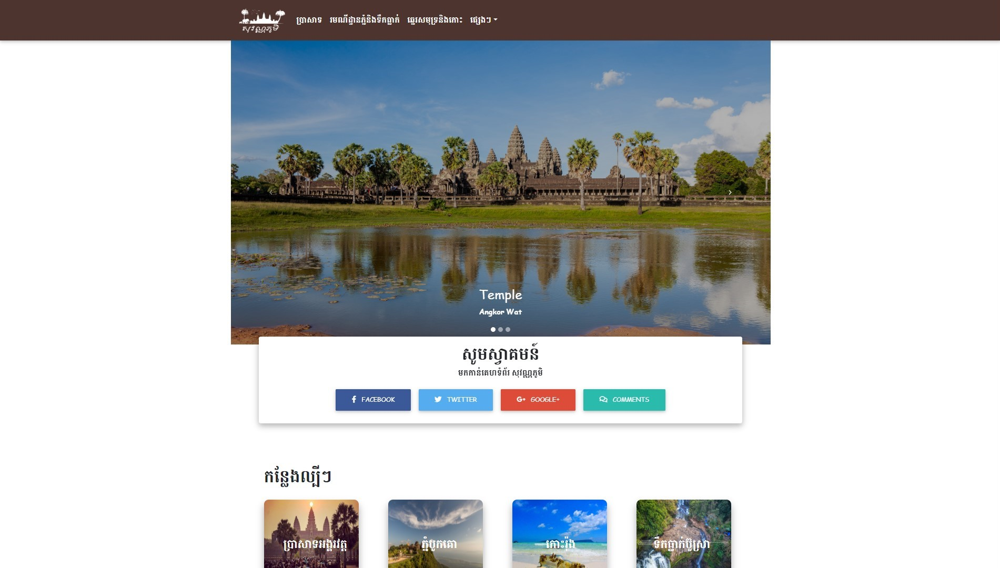 សុវណ្ណភូមិ
ប្រាសាទ
រមណីដ្ឋានភ្នំនិងទឹកធ្លាក់
ឆ្នេរសមុទ្រនិងកោះ
ផ្សេងៗ
Temple
Angkor Wat
សូមស្វាគមន៍
មកកាន់គេហទំព័រ សុវណ្ណភូមិ
FACEBOOK
TWITTER
GOOGLE+
COMMENTS
កន្លែងល្បីៗ
ប្រាសាទអង្គរវត្ត
ភ្នំបូកគោ
កោះរ៉ុង
ទឹកធ្លាក់ប៊ូស្រា